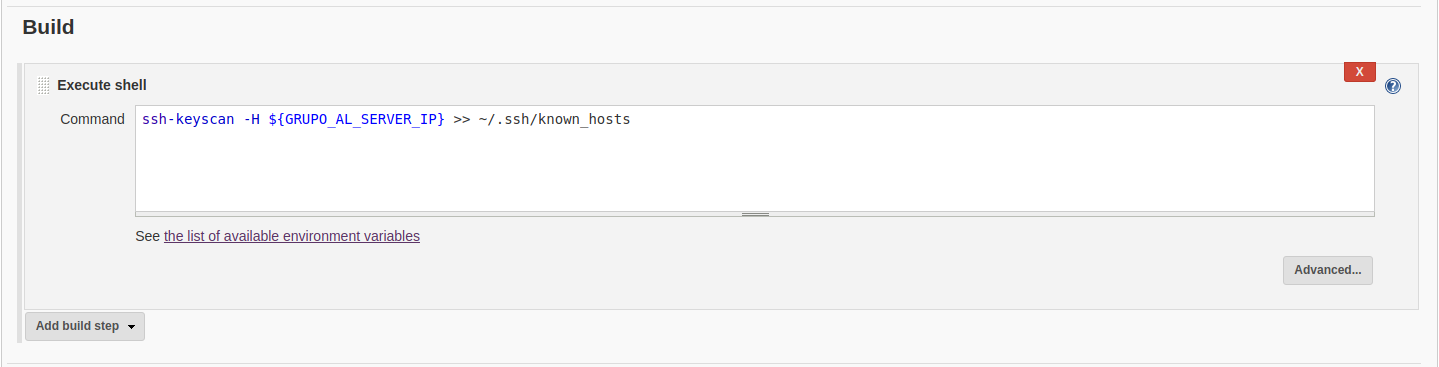 Build
X
Execute shell
?
Command
ssh-keyscan -H ${GRUPO_AL_SERVER_IP} >> ~/.ssh/known_hosts
See the list of available environment variables
Advanced...
Add build step